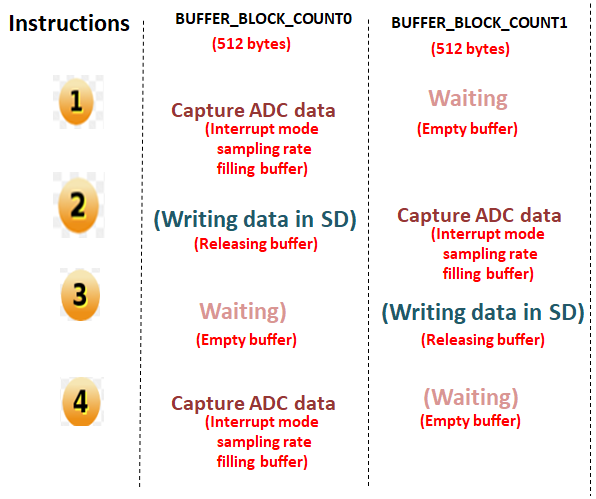 Instructions
BUFFER_BLOCK_COUNT0
BUFFER_BLOCK_COUNT1
(512 bytes)
(512 bytes)
1
Capture ADC data
(Interrupt mode
sampling rate
filling buffer)
Waiting
(Empty buffer)
2
(Writing data in SD)
(Releasing buffer)
Capture ADC data
(Interrupt mode
sampling rate
filling buffer)
3
Waiting)
(Empty buffer)
(Writing data in SD)
(Releasing buffer)
4
Capture ADC data
(Interrupt mode
sampling rate
filling buffer)
(Waiting)
(Empty buffer)